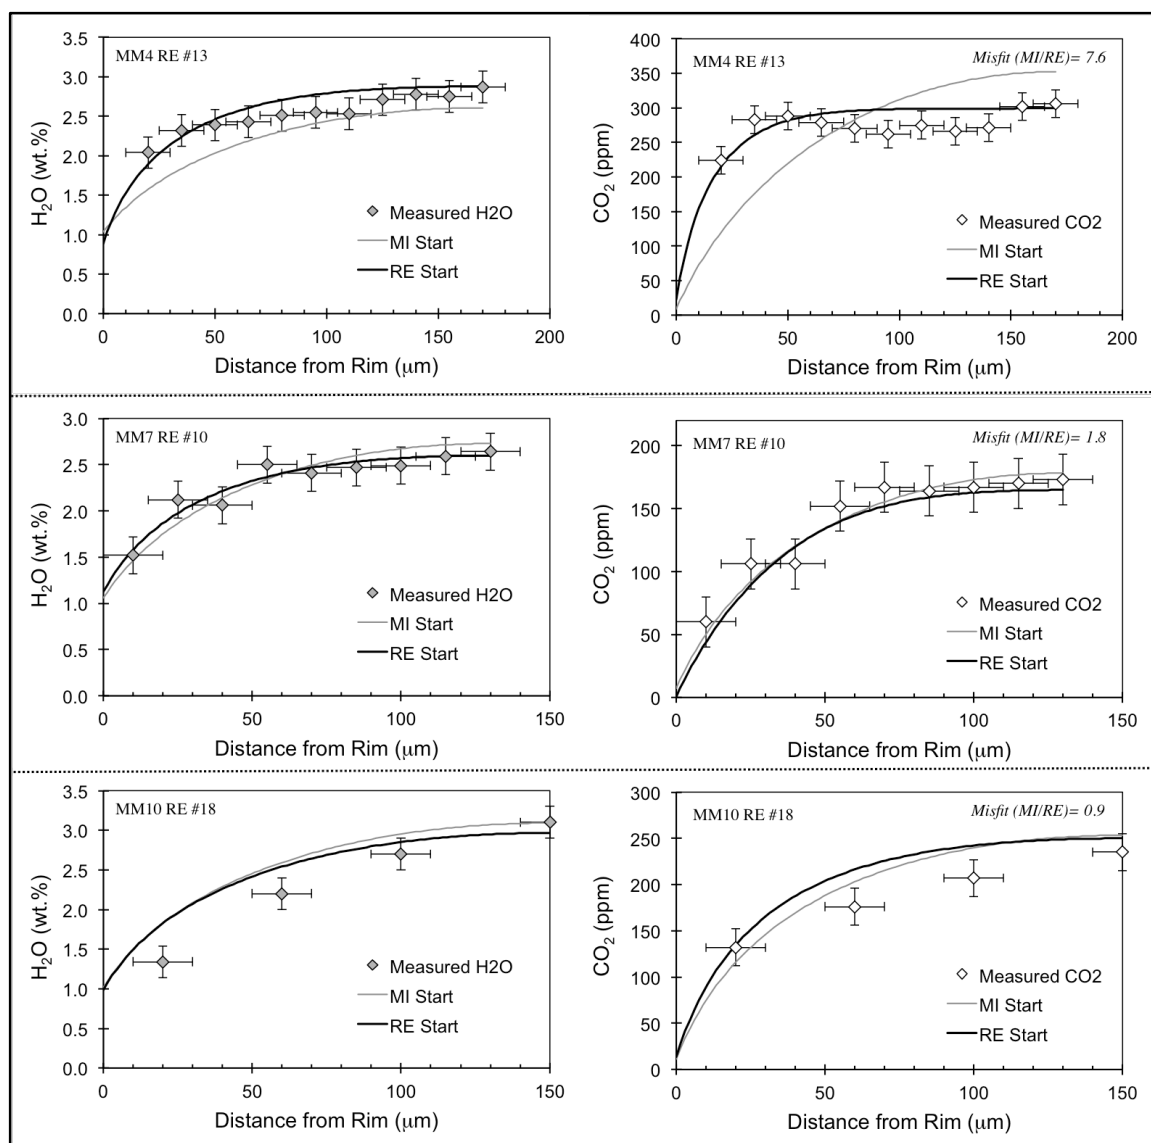 MM4 RE #13
3.5
3.0
2.5
2.0
1.5
1.0
0.5
0.0
H₂O (wt.%)
Measured H2O
MI Start
RE Start
0 50 100 150 200
Distance from Rim (µm)
MM4 RE #13
Misfit (MI/RE)= 7.6
400
350
300
250
200
150
100
50
0
CO₂ (ppm)
Measured CO2
MI Start
RE Start
0 50 100 150 200
Distance from Rim (µm)
MM7 RE #10
3.0
2.5
2.0
1.5
1.0
0.5
0.0
H₂O (wt.%)
Measured H2O
MI Start
RE Start
0 50 100 150
Distance from Rim (µm)
MM7 RE #10
Misfit (MI/RE)= 1.8
200
150
100
50
0
CO₂ (ppm)
Measured CO2
MI Start
RE Start
0 50 100 150
Distance from Rim (µm)
MM10 RE #18
3.5
3.0
2.5
2.0
1.5
1.0
0.5
0.0
H₂O (wt.%)
Measured H2O
MI Start
RE Start
0 50 100 150
Distance from Rim (µm)
MM10 RE #18
Misfit (MI/RE)= 0.9
300
250
200
150
100
50
0
CO₂ (ppm)
Measured CO2
MI Start
RE Start
0 50 100 150
Distance from Rim (µm)